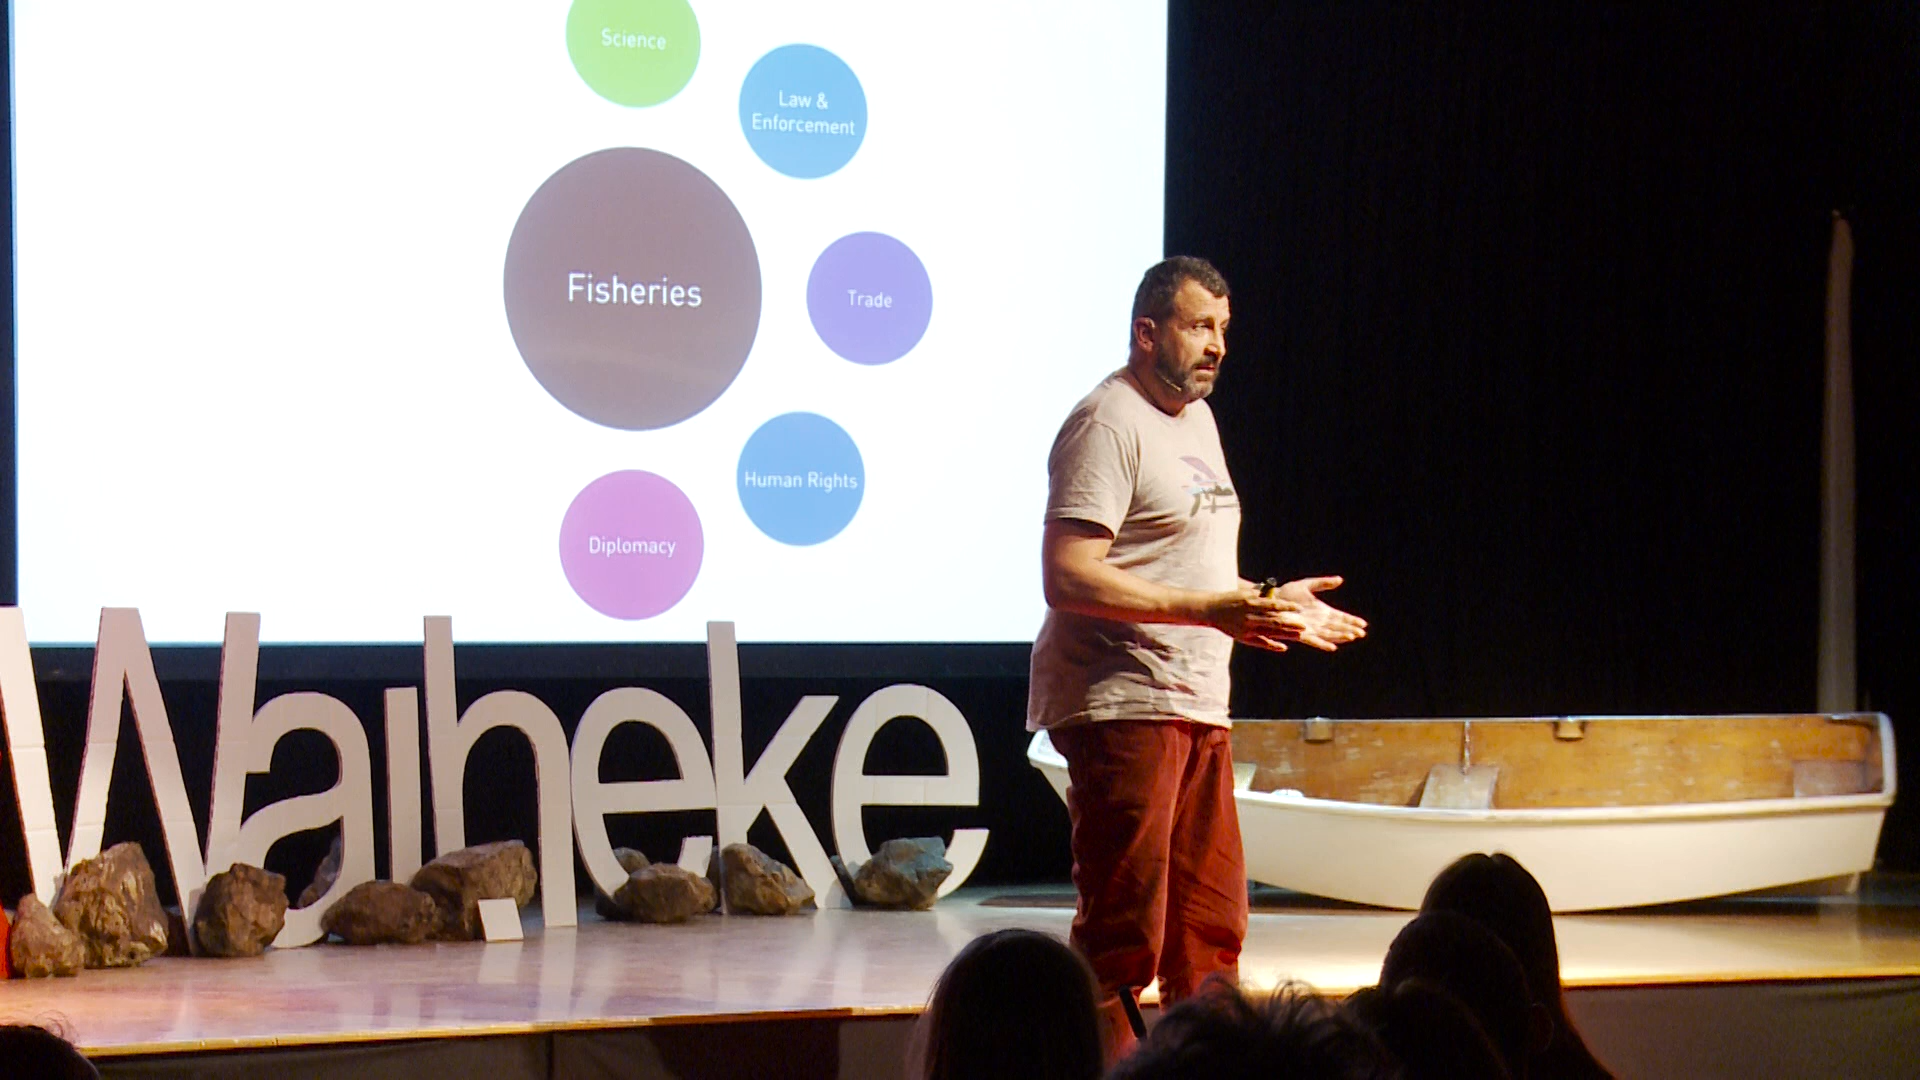 Science
Law &
Enforcement
Fisheries
Trade
Human Rights
Diplomacy
Waiheke